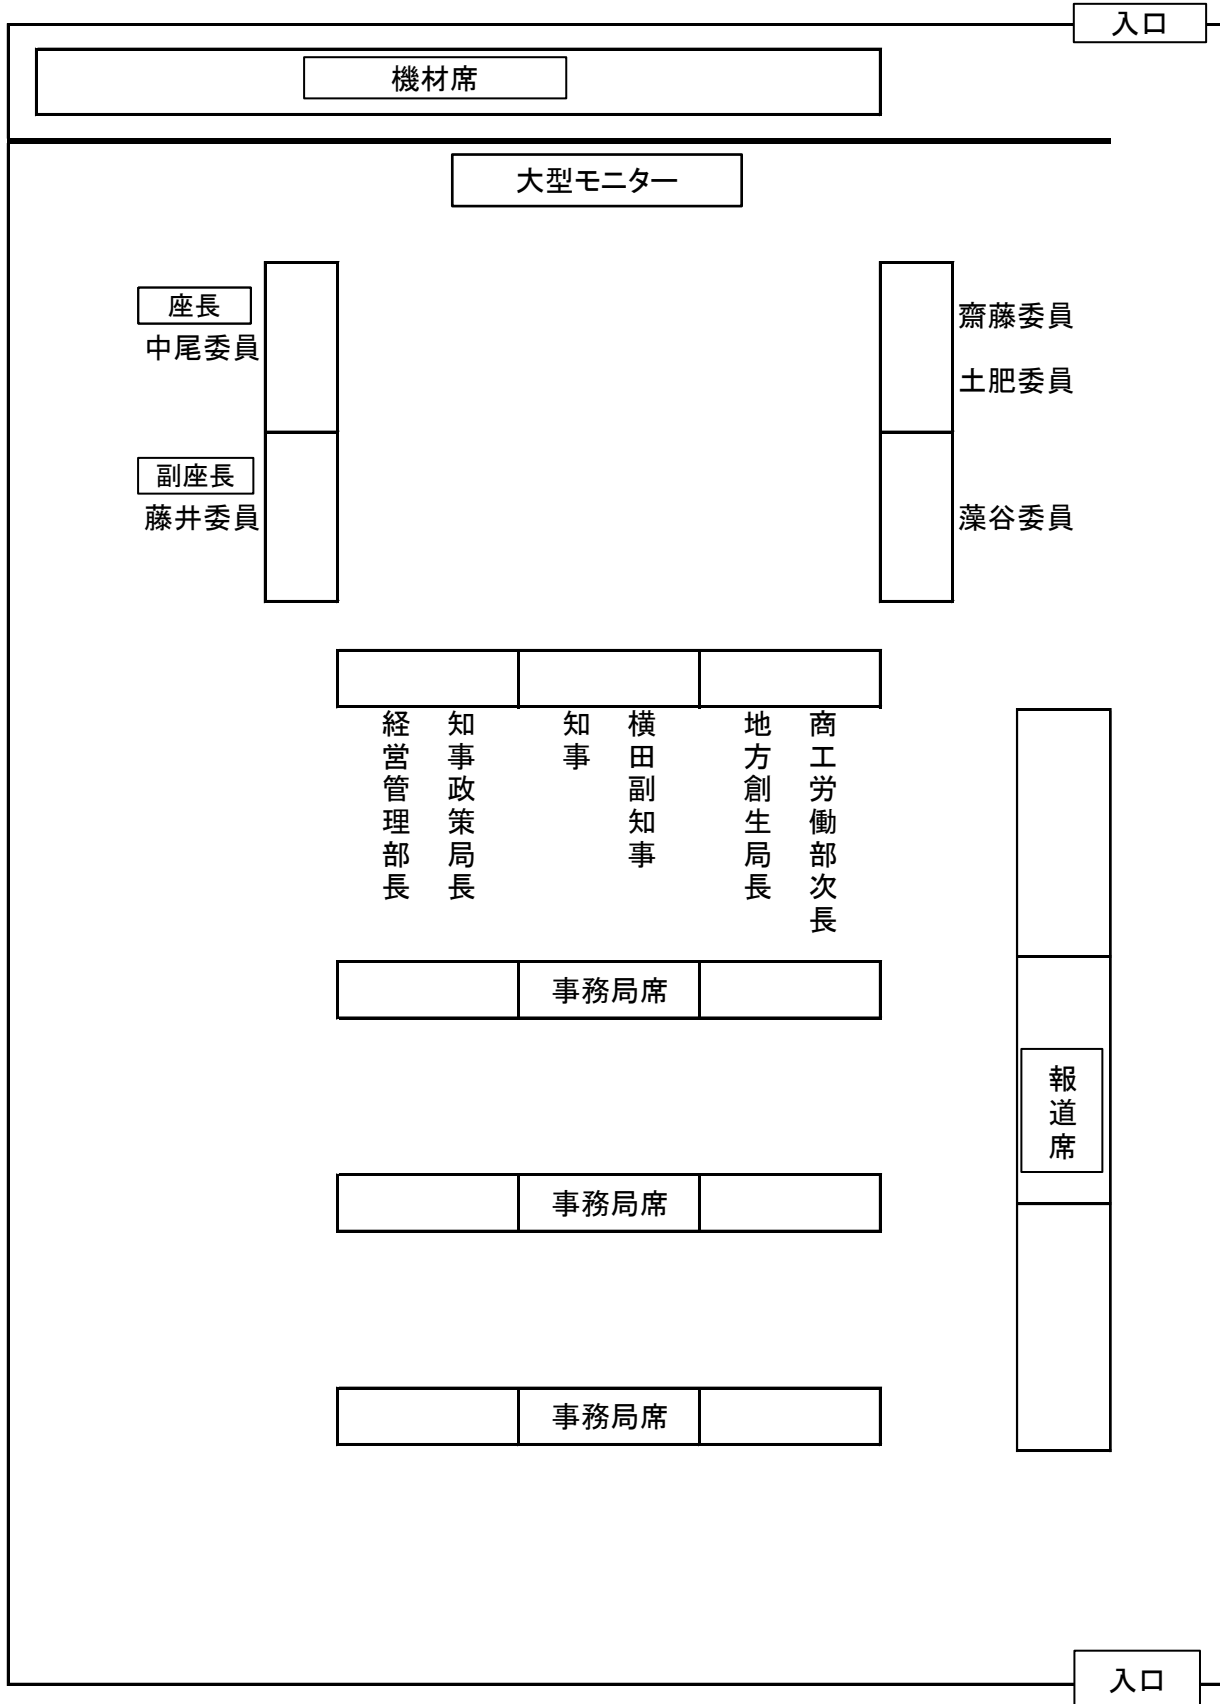 入口
機材席
大型モニター
座長
中尾委員
副座長
藤井委員
齋藤委員
土肥委員
藻谷委員
経営管理部長
知事政策局長
知事
横田副知事
地方創生局長
商工労働部次長
事務局席
報道席
事務局席
事務局席
入口